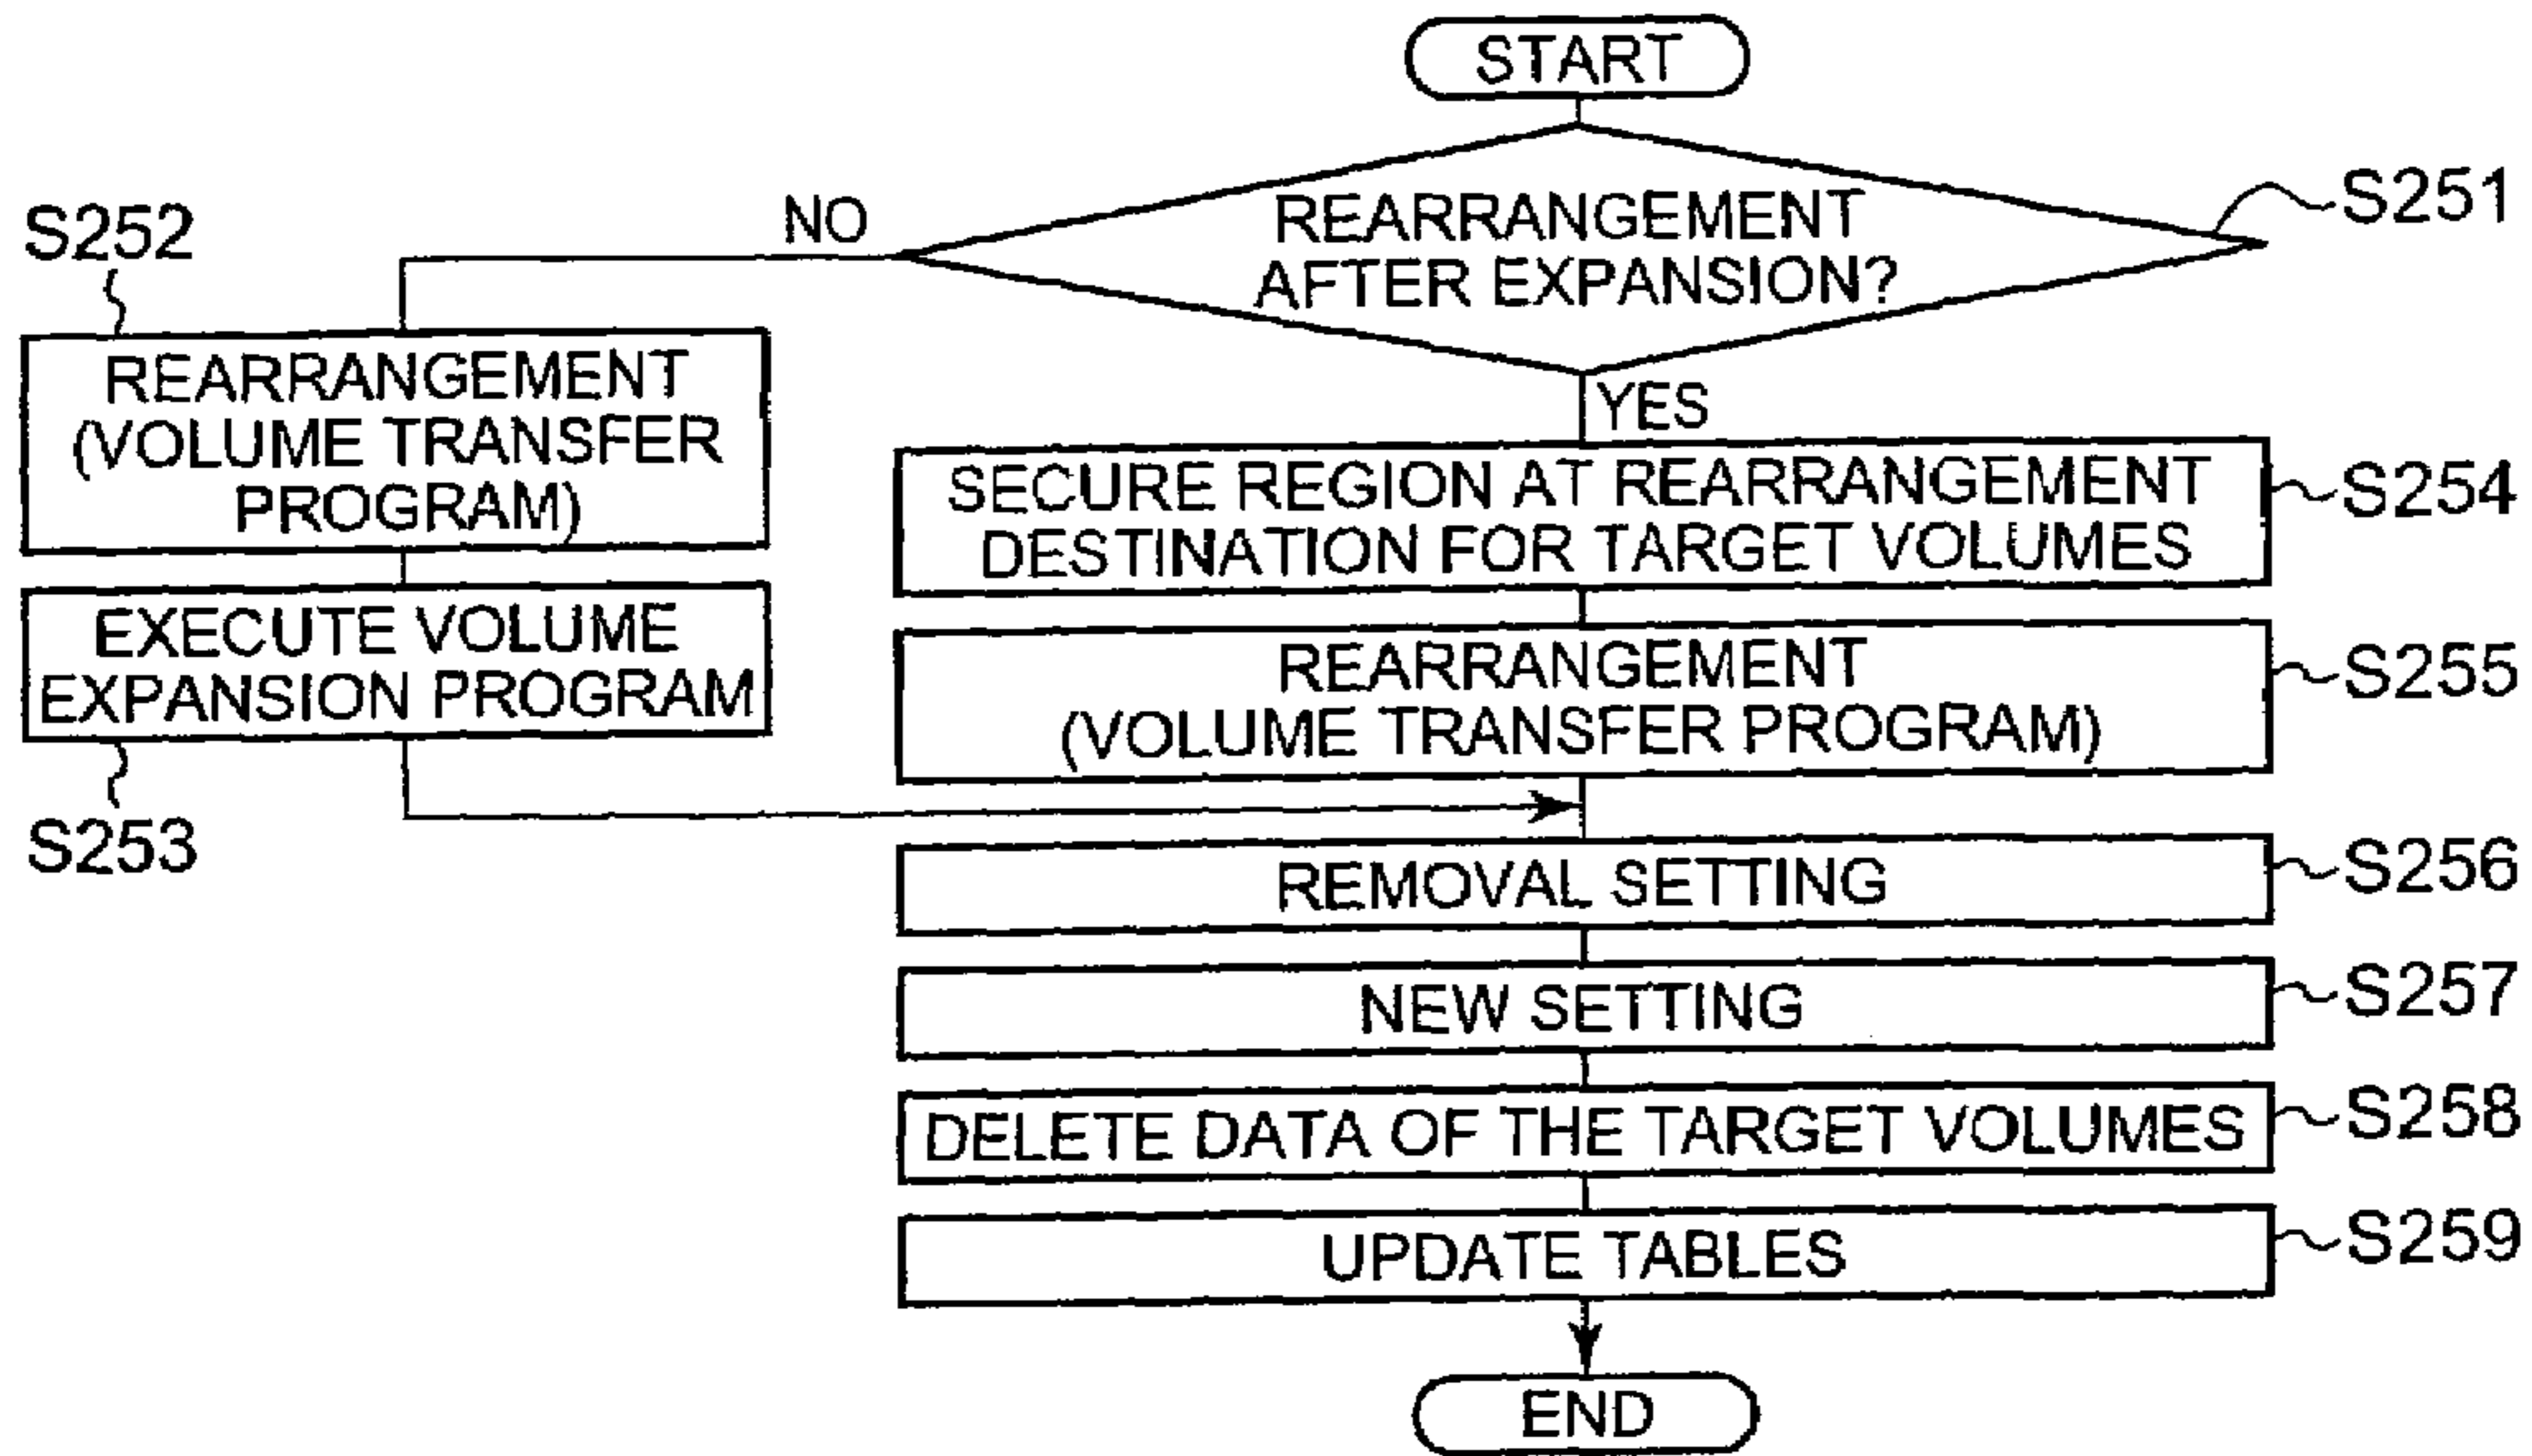 START
REARRANGEMENT
AFTER EXPANSION?
S251
NO
S252
REARRANGEMENT
(VOLUME TRANSFER
PROGRAM)
EXECUTE VOLUME
EXPANSION PROGRAM
S253
YES
SECURE REGION AT REARRANGEMENT
DESTINATION FOR TARGET VOLUMES
S254
REARRANGEMENT
(VOLUME TRANSFER PROGRAM)
S255
REMOVAL SETTING
S256
NEW SETTING
S257
DELETE DATA OF THE TARGET VOLUMES
S258
UPDATE TABLES
S259
END